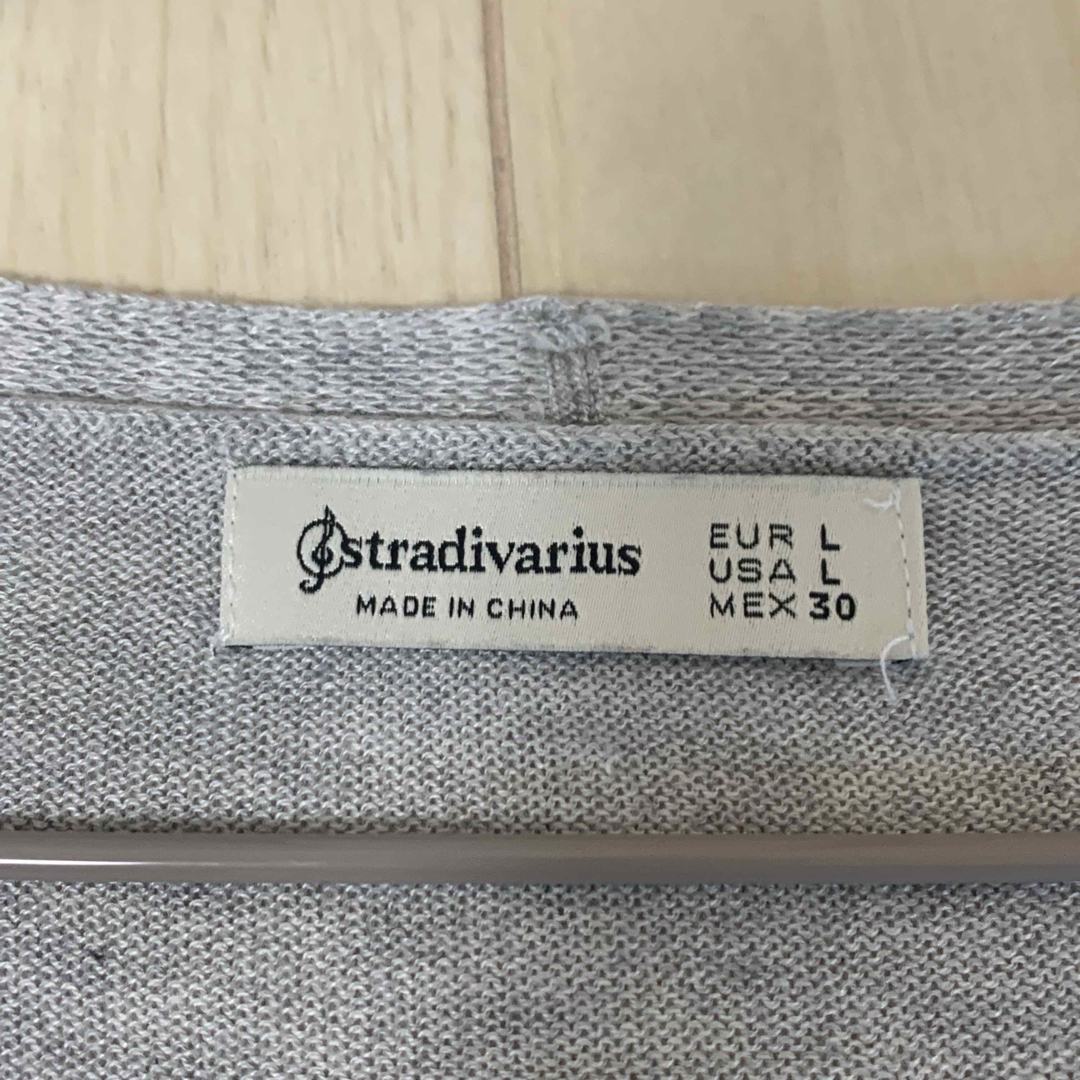 stradivarius
MADE IN CHINA
EUR L
USA L
MEX 30